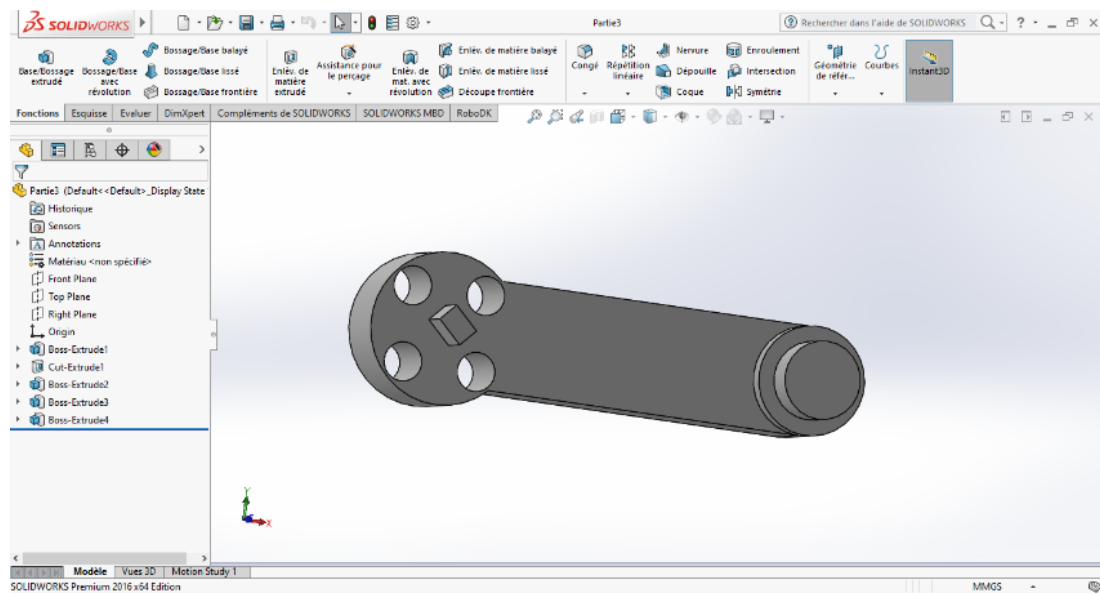 SOLIDWORKS
Partie3
Rechercher dans l'aide de SOLIDWORKS
?
Base/Bossage extrudé
Bossage/Base avec révolution
Bossage/Base balayé
Bossage/Base lissé
Bossage/Base frontière
Enlèv. de matière extrudé
Assistance pour le perçage
Enlèv. de mat. avec révolution
Enlèv. de matière balayé
Enlèv. de matière lissé
Découpe frontière
Congé
Répétition linéaire
Nervure
Dépouille
Coque
Enroulement
Intersection
Symétrie
Géométrie de référ...
Courbes
Instant3D
Fonctions
Esquisse
Evaluer
DimXpert
Compléments de SOLIDWORKS
SOLIDWORKS MBD
RoboDK
Partie3 (Default<<Default>_Display State
Historique
Sensors
Annotations
Matériau <non spécifié>
Front Plane
Top Plane
Right Plane
Origin
Boss-Extrude1
Cut-Extrude1
Boss-Extrude2
Boss-Extrude3
Boss-Extrude4
Y
X
Modèle
Vues 3D
Motion Study 1
SOLIDWORKS Premium 2016 x64 Edition
MMGS